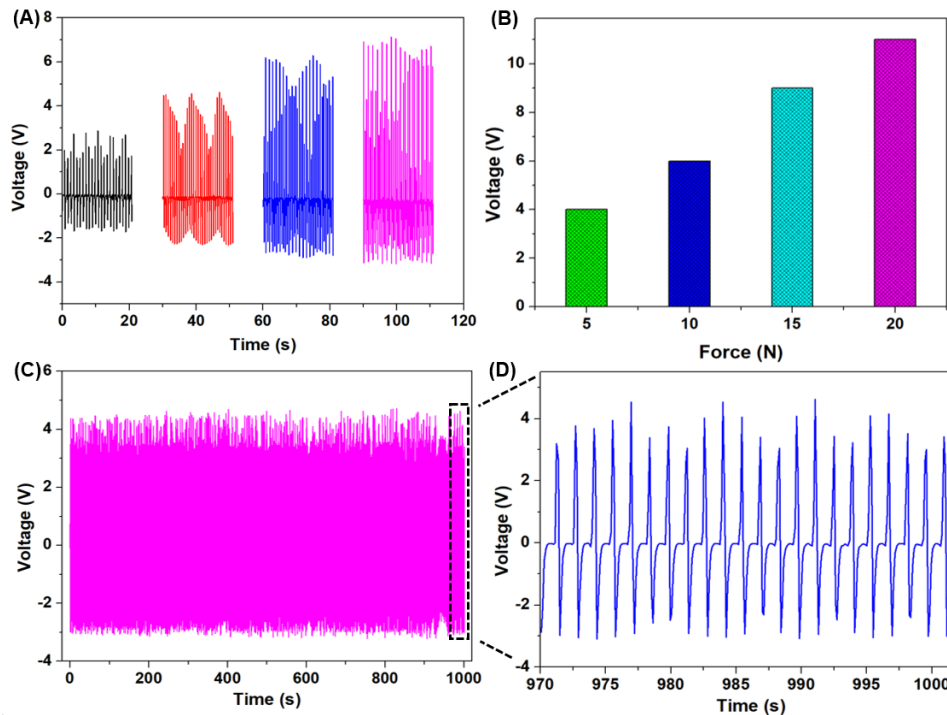 (A)
8
6
4
2
0
-2
-4
Voltage (V)
0 20 40 60 80 100 120
Time (s)
(B)
10
8
6
4
2
0
Voltage (V)
5 10 15 20
Force (N)
(C)
6
4
2
0
-2
-4
Voltage (V)
0 200 400 600 800 1000
Time (s)
(D)
4
2
0
-2
-4
Voltage (V)
970 975 980 985 990 995 1000
Time (s)